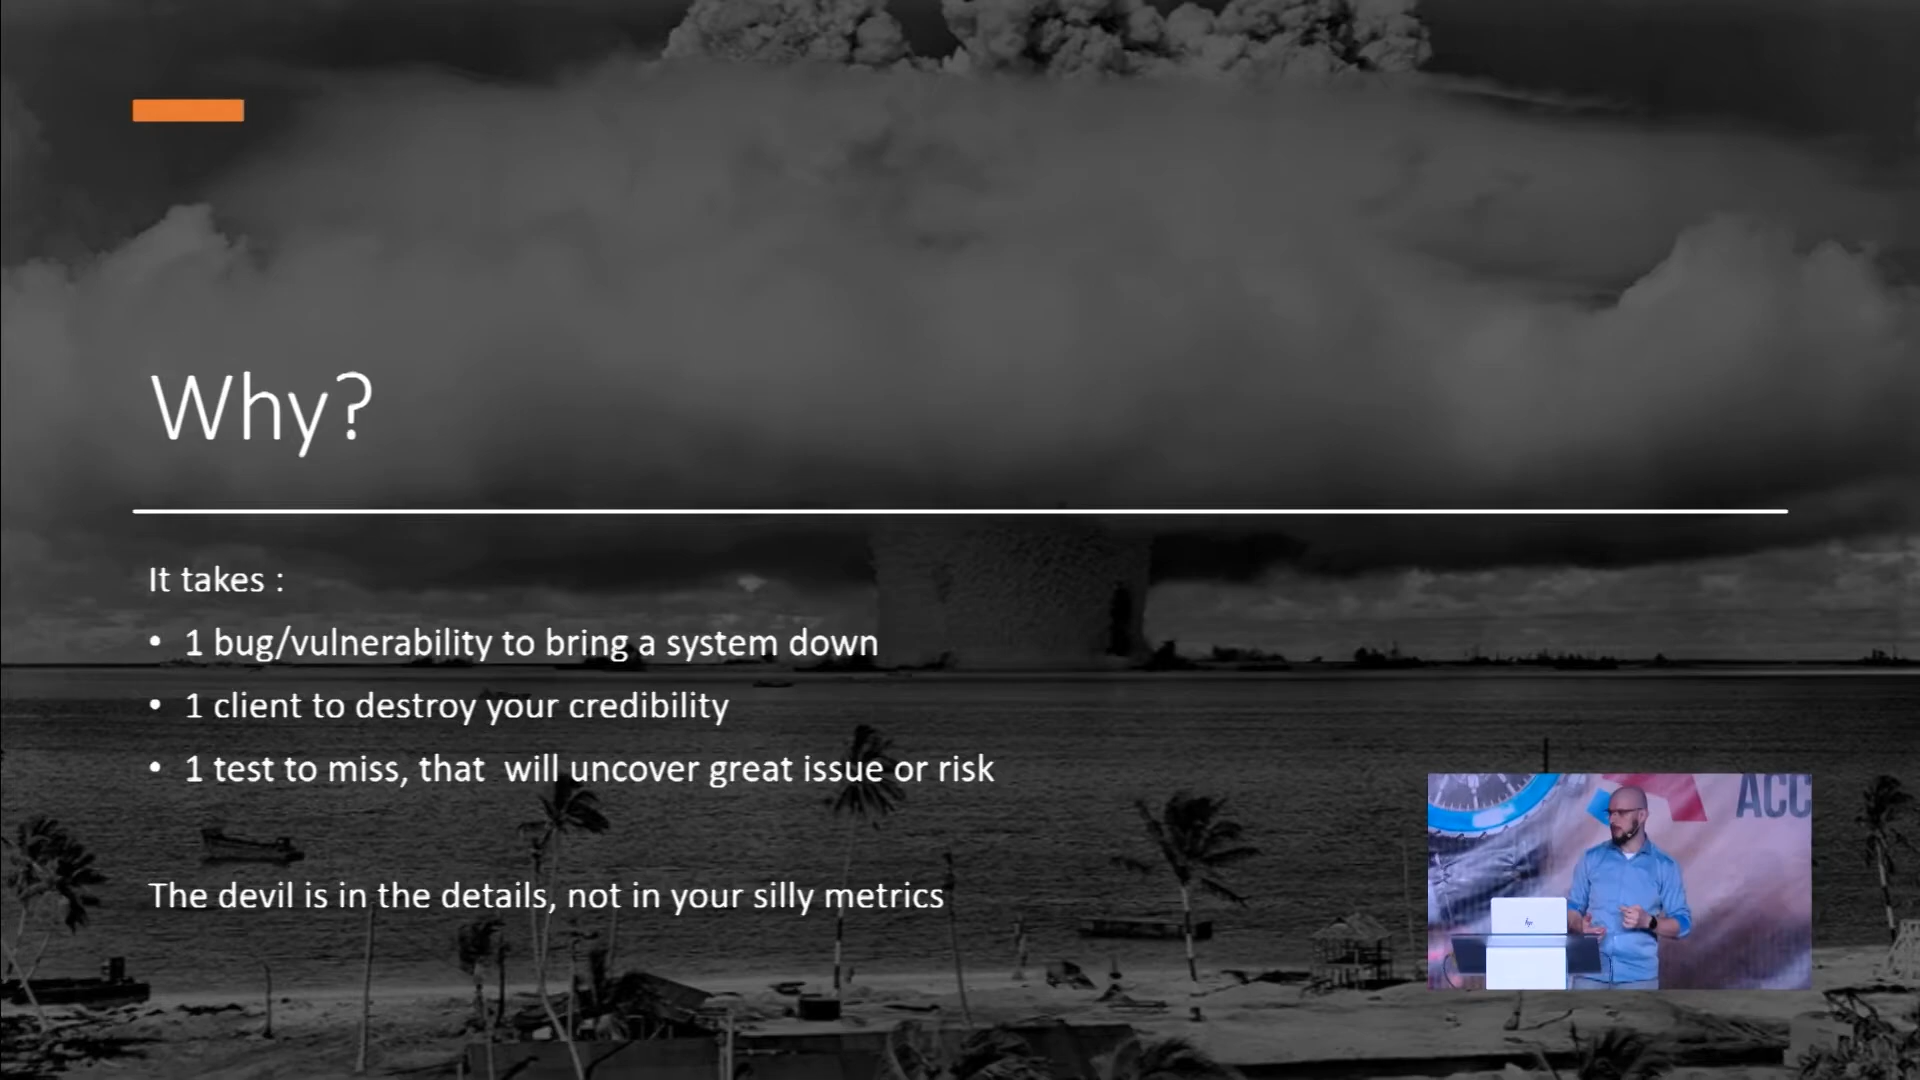 Why?
It takes :
• 1 bug/vulnerability to bring a system down
• 1 client to destroy your credibility
• 1 test to miss, that  will uncover great issue or risk
The devil is in the details, not in your silly metrics
ACC
hp